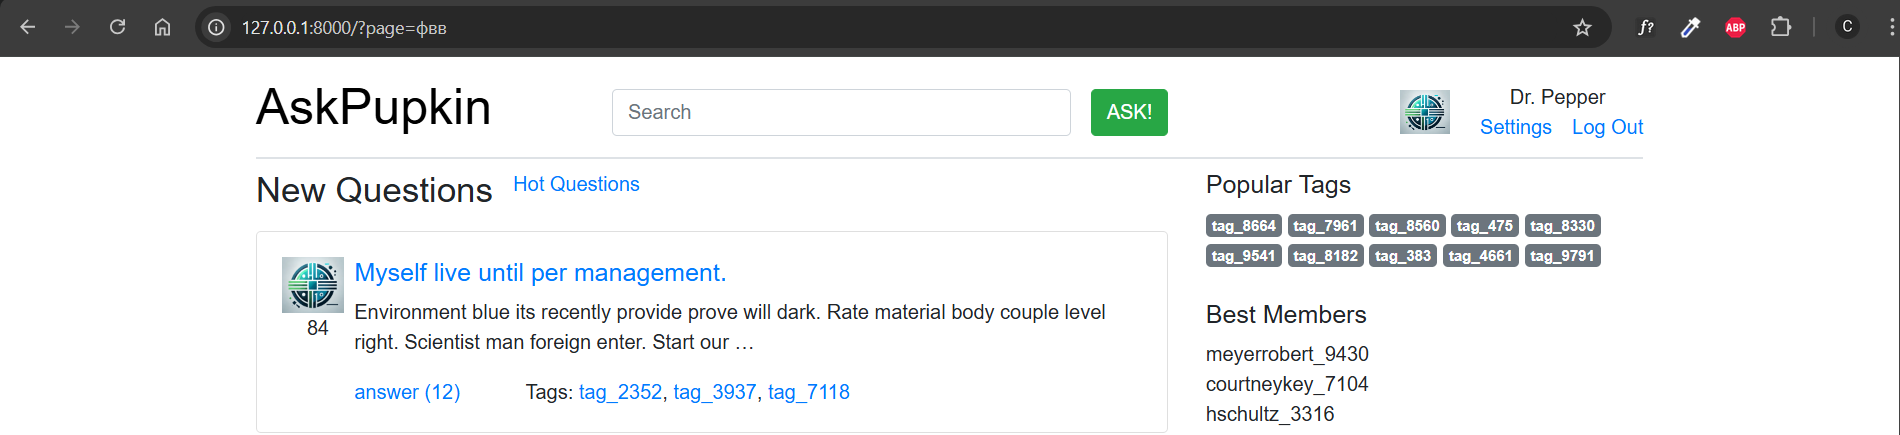 127.0.0.1:8000/?page=фвв
f?
ABP
C
AskPupkin
Search
ASK!
Dr. Pepper
Settings Log Out
New Questions Hot Questions
Myself live until per management.
84
Environment blue its recently provide prove will dark. Rate material body couple level
right. Scientist man foreign enter. Start our …
answer (12) Tags: tag_2352, tag_3937, tag_7118
Popular Tags
tag_8664 tag_7961 tag_8560 tag_475 tag_8330
tag_9541 tag_8182 tag_383 tag_4661 tag_9791
Best Members
meyerrobert_9430
courtneykey_7104
hschultz_3316